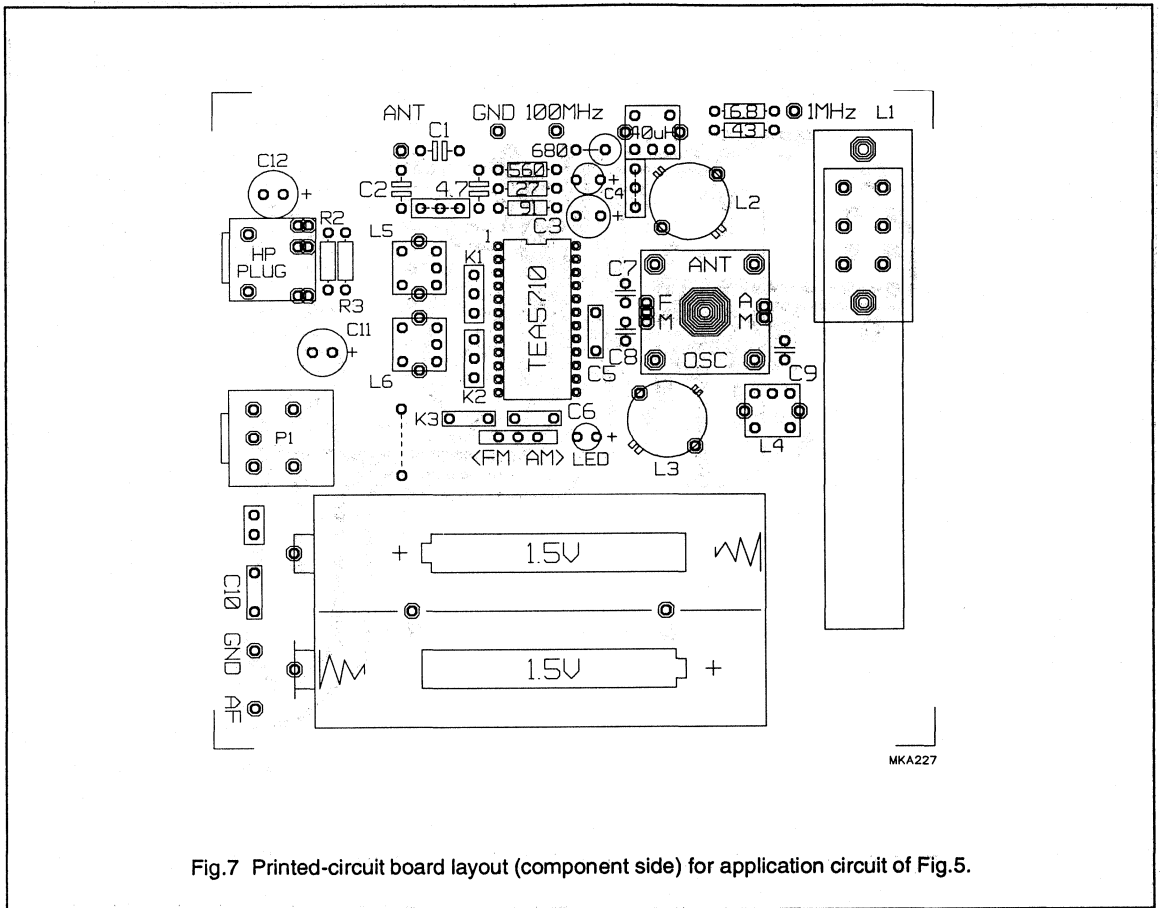 ANT
GND 100MHz
6.8
1MHz
L1
C1
40uH
43
680
C12
560
C2
4.7
27
C4
91
L2
R2
L5
C3
1
HP
PLUG
K1
C7
ANT
TEA5710
F
M
A
M
R3
C11
C8
OSC
C5
C9
L6
K2
K3
C6
P1
<FM AM>
LED
L3
L4
+ 1.5V
C10
GND
1.5V +
AF
MKA227
Fig.7 Printed-circuit board layout (component side) for application circuit of Fig.5.